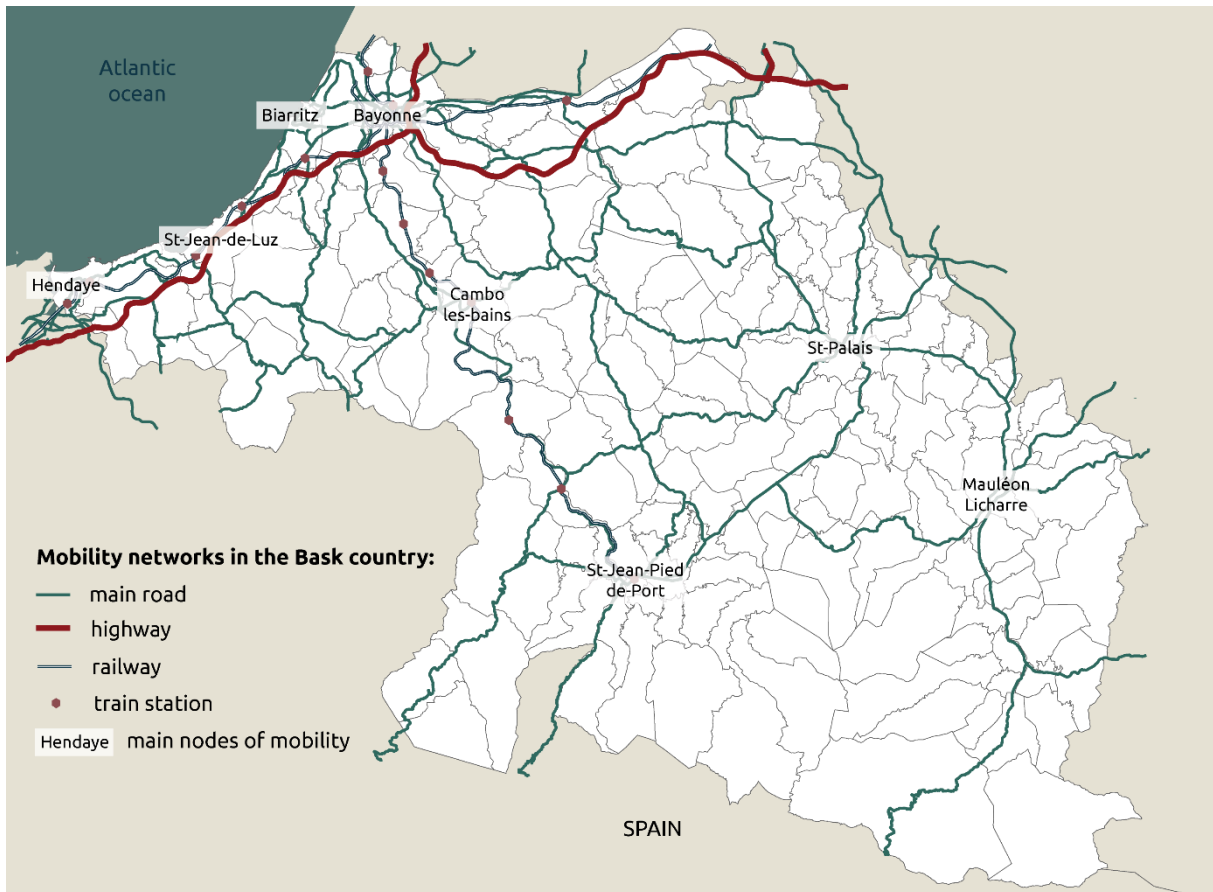 Atlantic
ocean
Biarritz
Bayonne
St-Jean-de-Luz
Hendaye
Cambo
les-bains
St-Palais
Mauléon
Licharre
St-Jean-Pied
de-Port
Mobility networks in the Bask country:
main road
highway
railway
train station
Hendaye main nodes of mobility
SPAIN